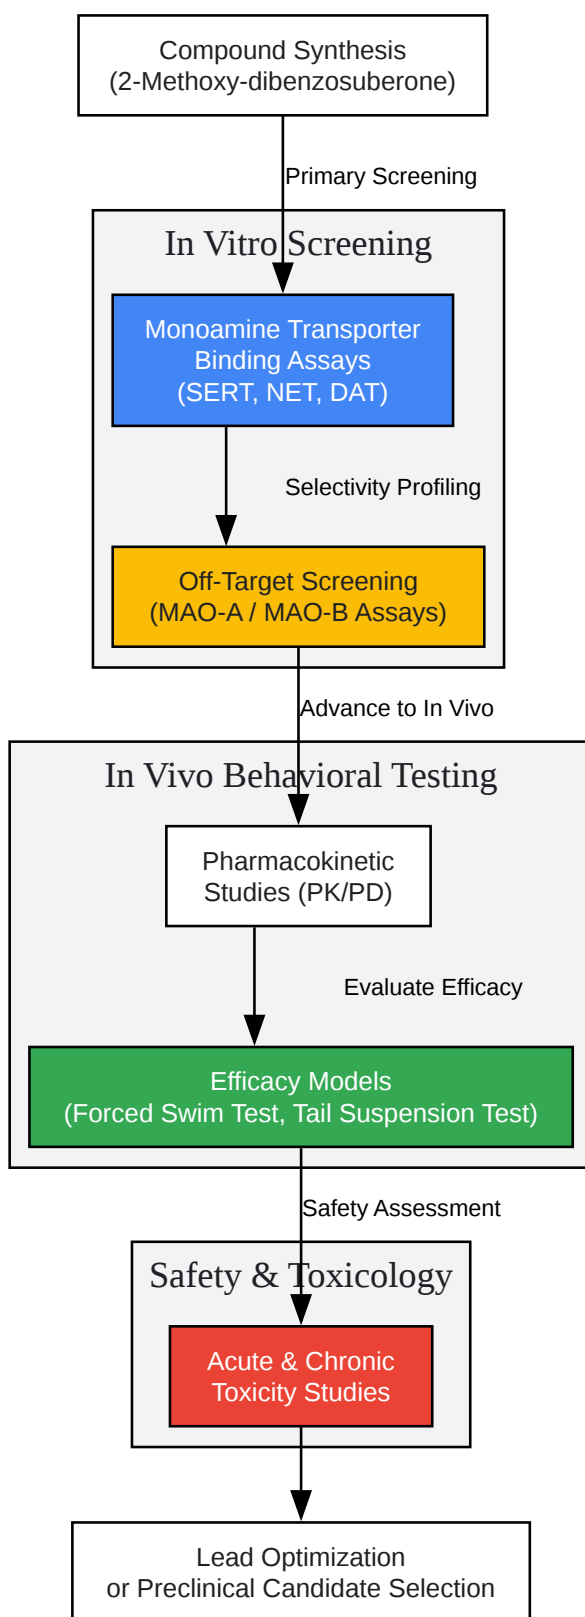 Compound Synthesis
(2-Methoxy-dibenzosuberone)
Primary Screening
In Vitro Screening
Monoamine Transporter
Binding Assays
(SERT, NET, DAT)
Selectivity Profiling
Off-Target Screening
(MAO-A / MAO-B Assays)
Advance to In Vivo
In Vivo Behavioral Testing
Pharmacokinetic
Studies (PK/PD)
Evaluate Efficacy
Efficacy Models
(Forced Swim Test, Tail Suspension Test)
Safety Assessment
Safety & Toxicology
Acute & Chronic
Toxicity Studies
Lead Optimization
or Preclinical Candidate Selection